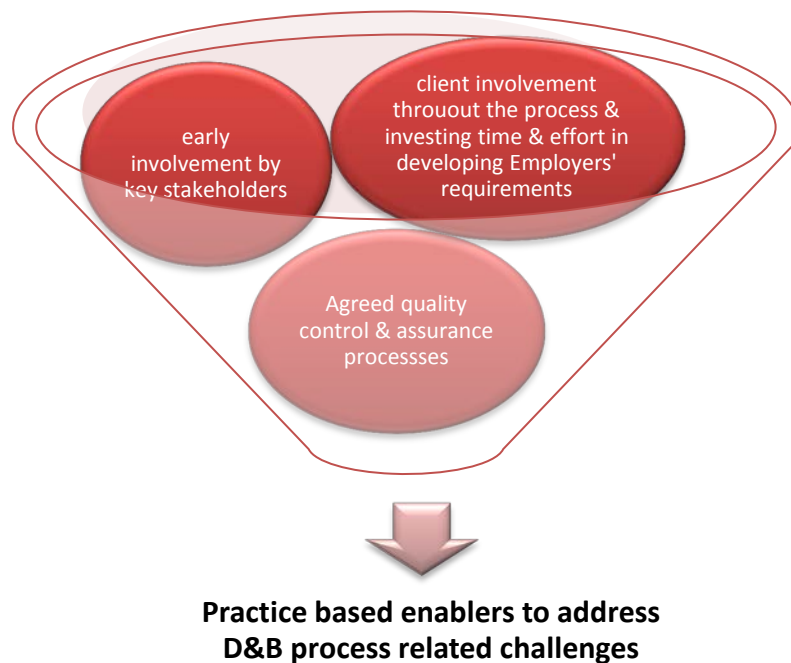 early
involvement by
key stakeholders
client involvement
throuout the process &
investing time & effort in
developing Employers'
requirements
Agreed quality
control & assurance
processses
Practice based enablers to address
D&B process related challenges